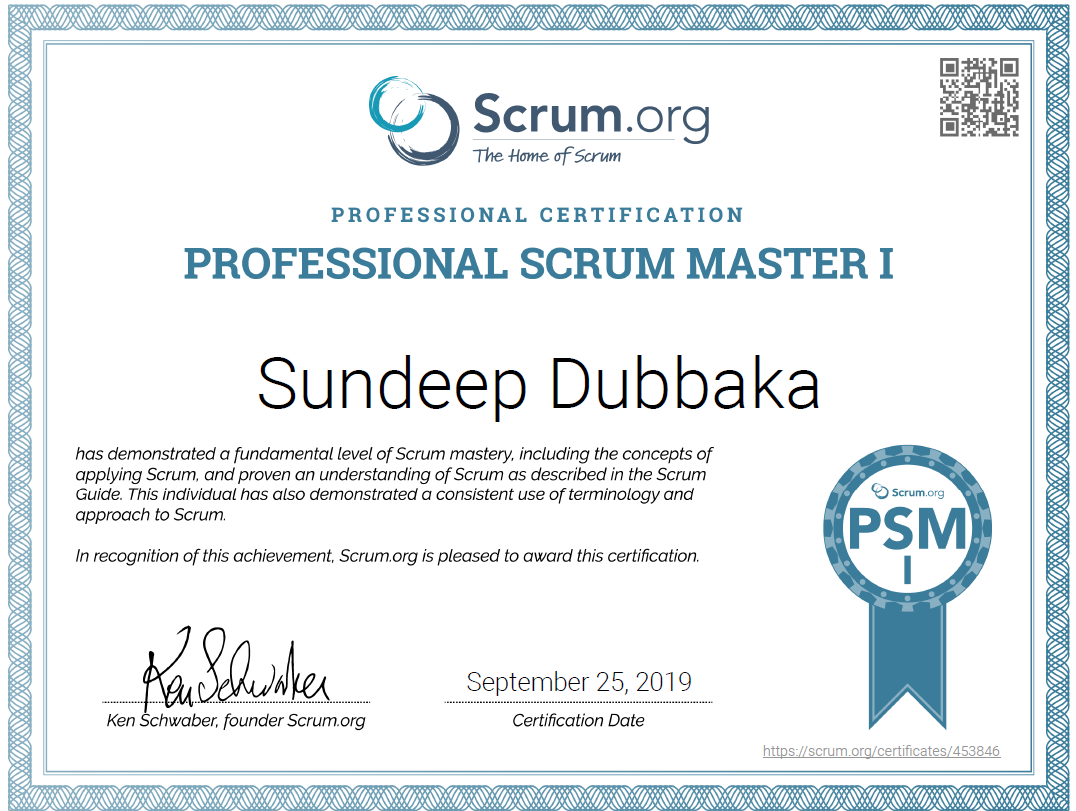 Scrum.org
The Home of Scrum
PROFESSIONAL CERTIFICATION
PROFESSIONAL SCRUM MASTER I
Sundeep Dubbaka
has demonstrated a fundamental level of Scrum mastery, including the concepts of
applying Scrum, and proven an understanding of Scrum as described in the Scrum
Guide. This individual has also demonstrated a consistent use of terminology and
approach to Scrum.
In recognition of this achievement, Scrum.org is pleased to award this certification.
Scrum.org
PSM
I
Ken Schwaber
Ken Schwaber, founder Scrum.org
September 25, 2019
Certification Date
https://scrum.org/certificates/453846